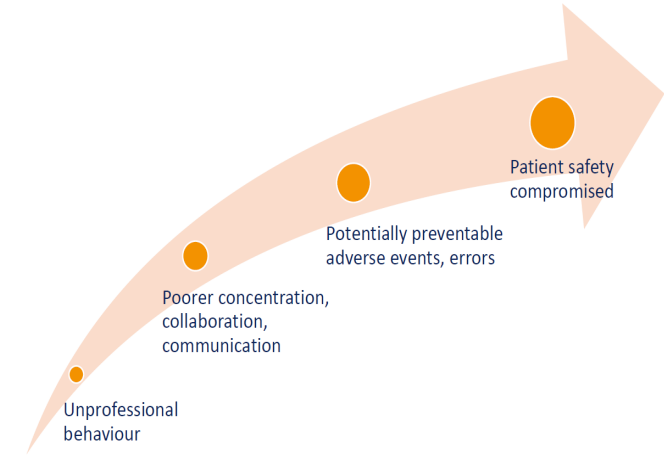 Patient safety
compromised
Potentially preventable
adverse events, errors
Poorer concentration,
collaboration,
communication
Unprofessional
behaviour